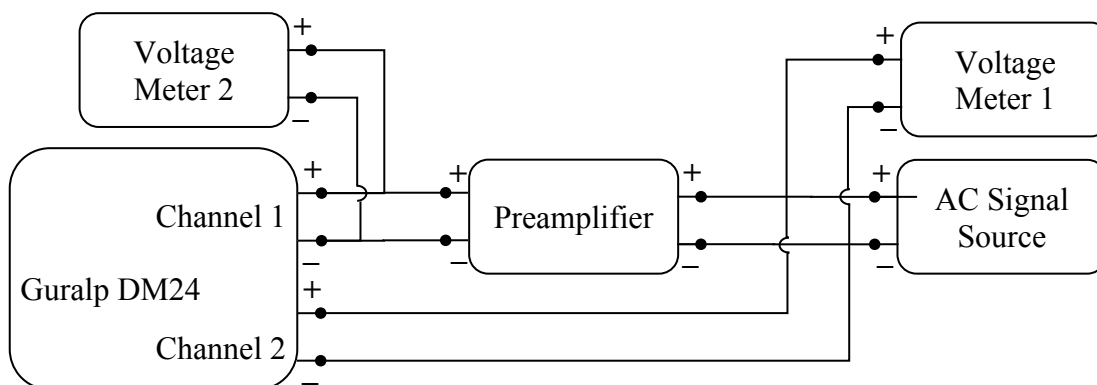 Voltage
Meter 2
+
−
Voltage
Meter 1
+
−
Guralp DM24
Channel 1
+
−
Channel 2
+
−
Preamplifier
+
−
+
−
AC Signal
Source
+
−